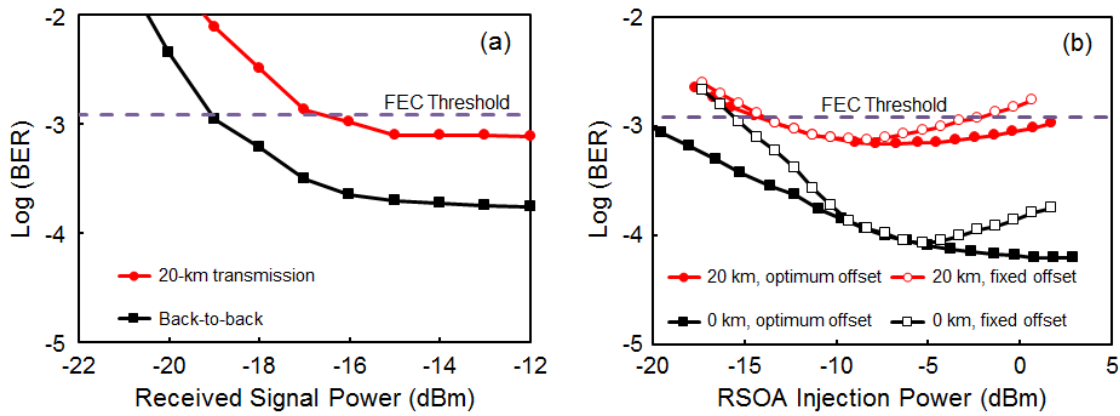 -2
-3
-4
-5
Log (BER)
(a)
FEC Threshold
20-km transmission
Back-to-back
-22 -20 -18 -16 -14 -12
Received Signal Power (dBm)
-2
-3
-4
-5
Log (BER)
(b)
FEC Threshold
20 km, optimum offset 20 km, fixed offset
0 km, optimum offset 0 km, fixed offset
-20 -15 -10 -5 0 5
RSOA Injection Power (dBm)